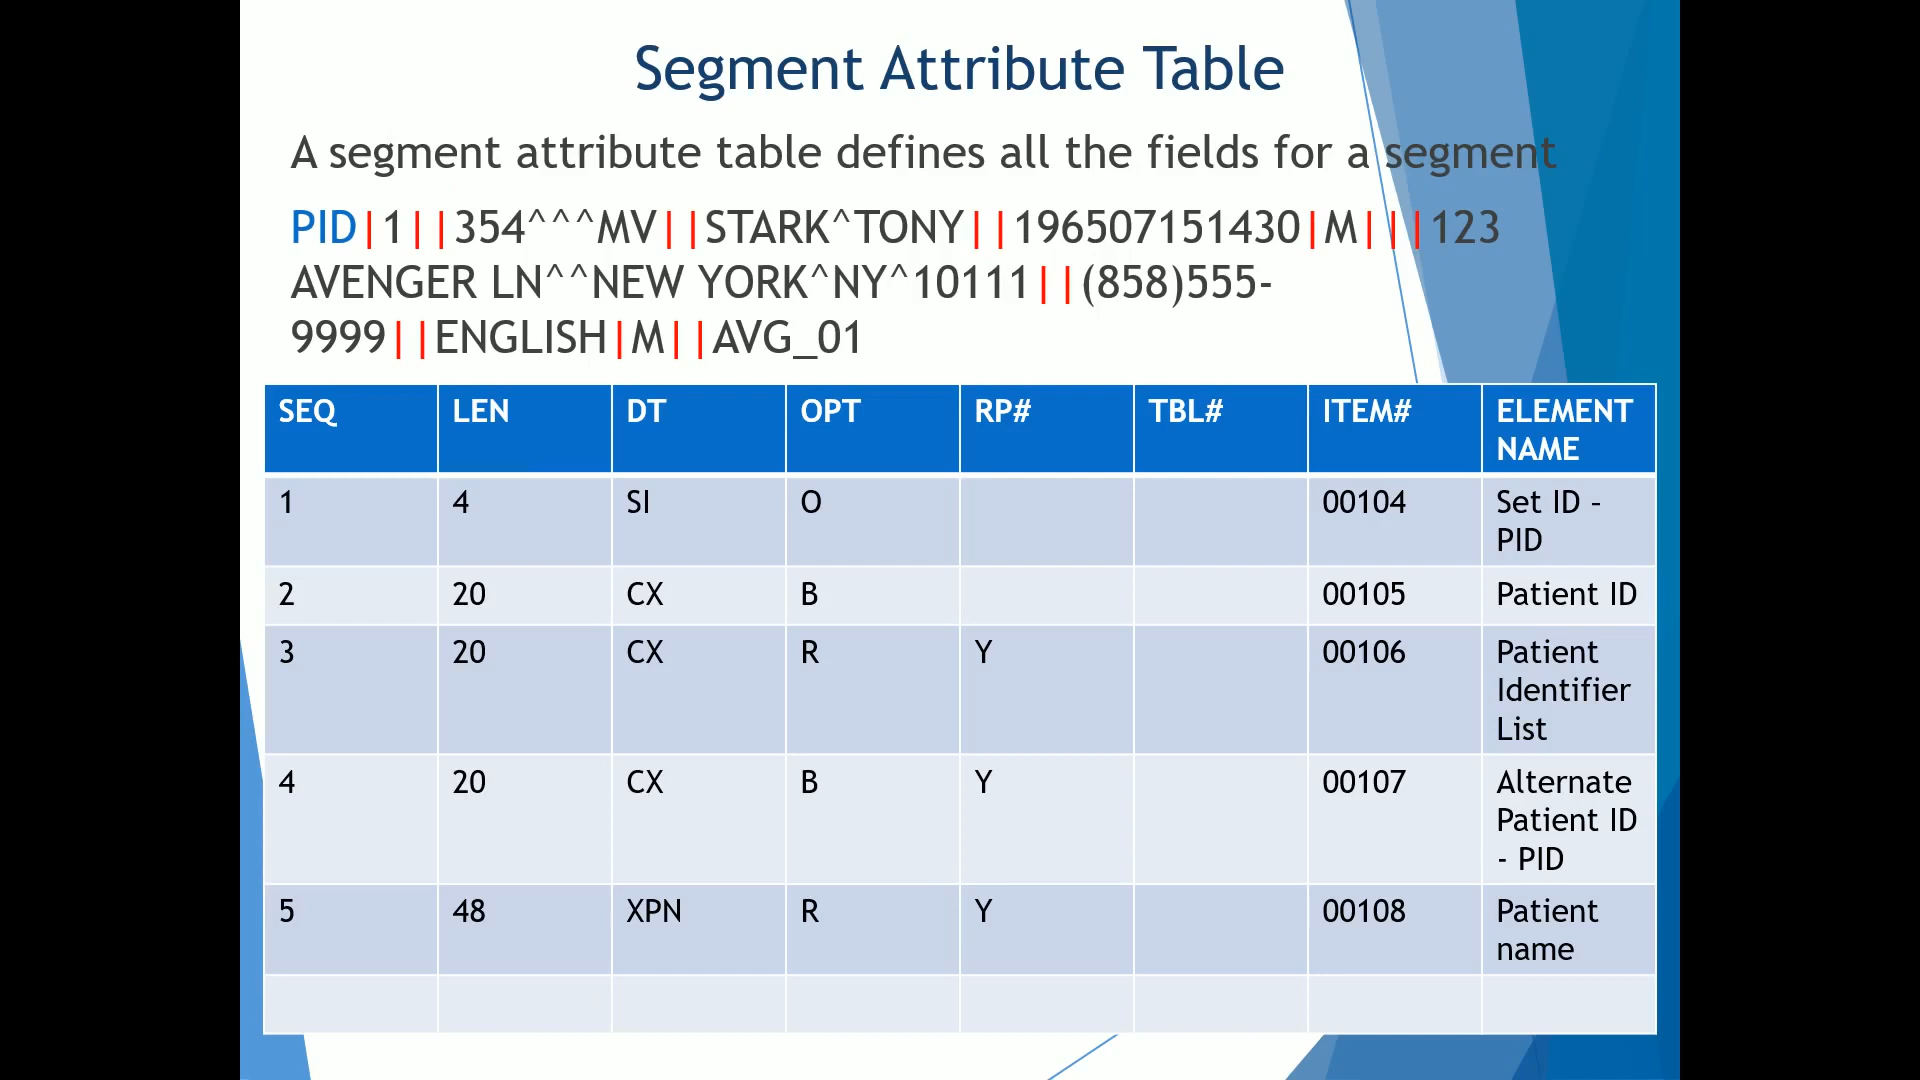 Segment Attribute Table
A segment attribute table defines all the fields for a segment
PID|1||354^^^MV||STARK^TONY||196507151430|M|||123
AVENGER LN^^NEW YORK^NY^10111||(858)555-
9999||ENGLISH|M||AVG_01
SEQ LEN DT OPT RP# TBL# ITEM# ELEMENT
NAME
1 4 SI O 00104 Set ID –
PID
2 20 CX B 00105 Patient ID
3 20 CX R Y 00106 Patient
Identifier
List
4 20 CX B Y 00107 Alternate
Patient ID
- PID
5 48 XPN R Y 00108 Patient
name